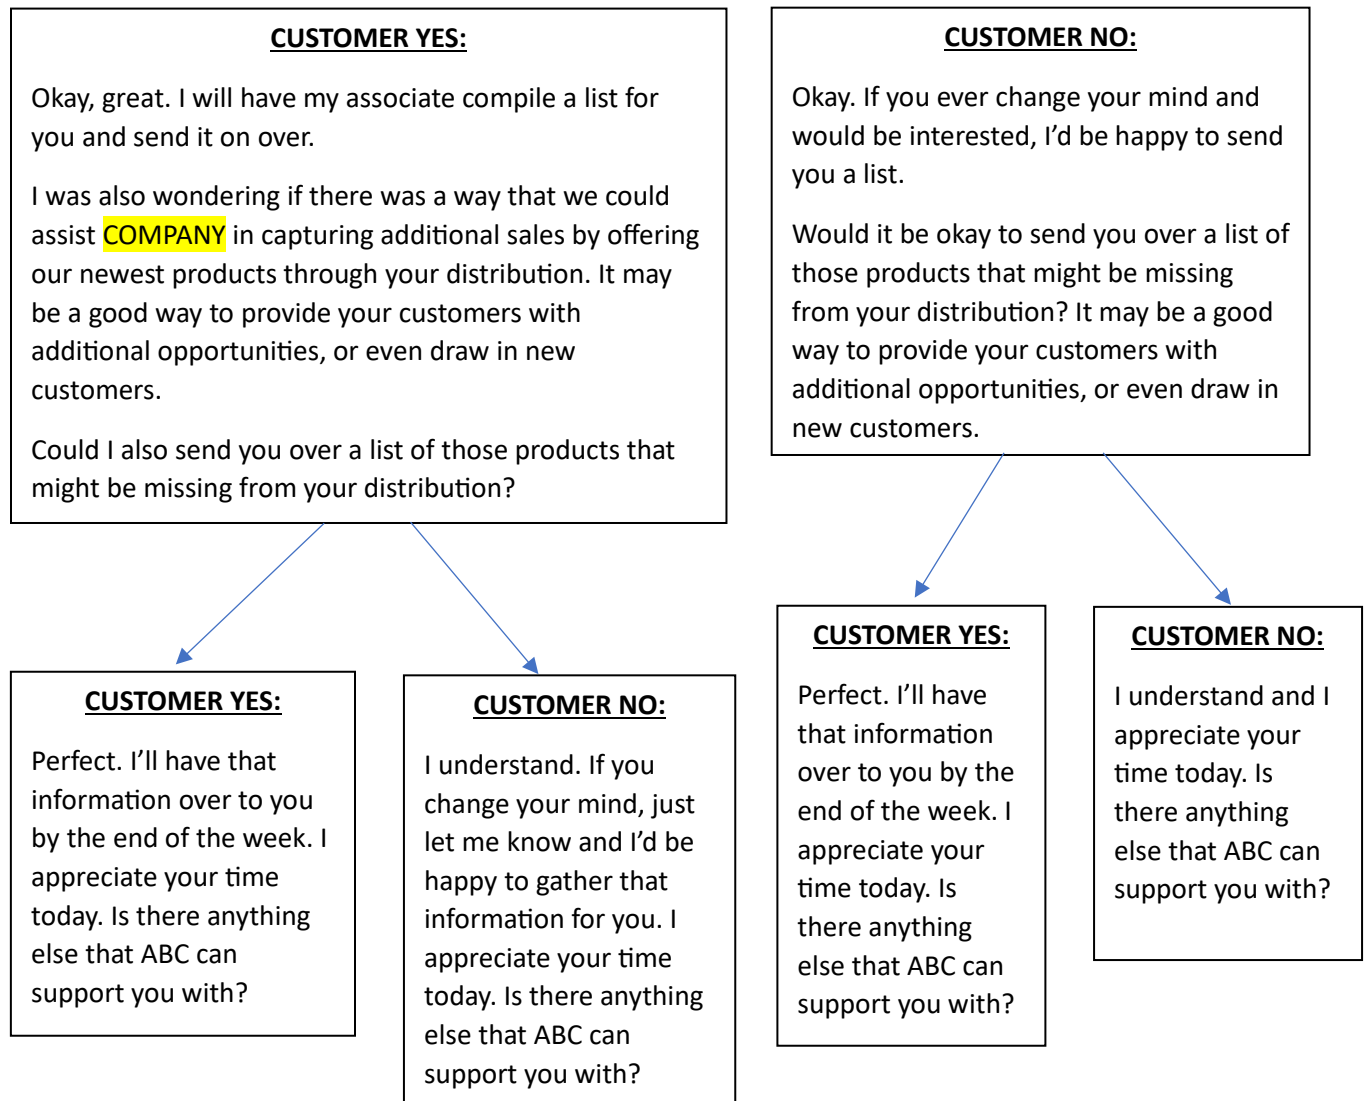 CUSTOMER YES:
Okay, great. I will have my associate compile a list for
you and send it on over.
I was also wondering if there was a way that we could
assist COMPANY in capturing additional sales by offering
our newest products through your distribution. It may
be a good way to provide your customers with
additional opportunities, or even draw in new
customers.
Could I also send you over a list of those products that
might be missing from your distribution?
CUSTOMER NO:
Okay. If you ever change your mind and
would be interested, I’d be happy to send
you a list.
Would it be okay to send you over a list of
those products that might be missing
from your distribution? It may be a good
way to provide your customers with
additional opportunities, or even draw in
new customers.
CUSTOMER YES:
Perfect. I’ll have that
information over to you
by the end of the week. I
appreciate your time
today. Is there anything
else that ABC can
support you with?
CUSTOMER NO:
I understand. If you
change your mind, just
let me know and I’d be
happy to gather that
information for you. I
appreciate your time
today. Is there anything
else that ABC can
support you with?
CUSTOMER YES:
Perfect. I’ll have
that information
over to you by the
end of the week. I
appreciate your
time today. Is
there anything
else that ABC can
support you with?
CUSTOMER NO:
I understand and I
appreciate your
time today. Is
there anything
else that ABC can
support you with?